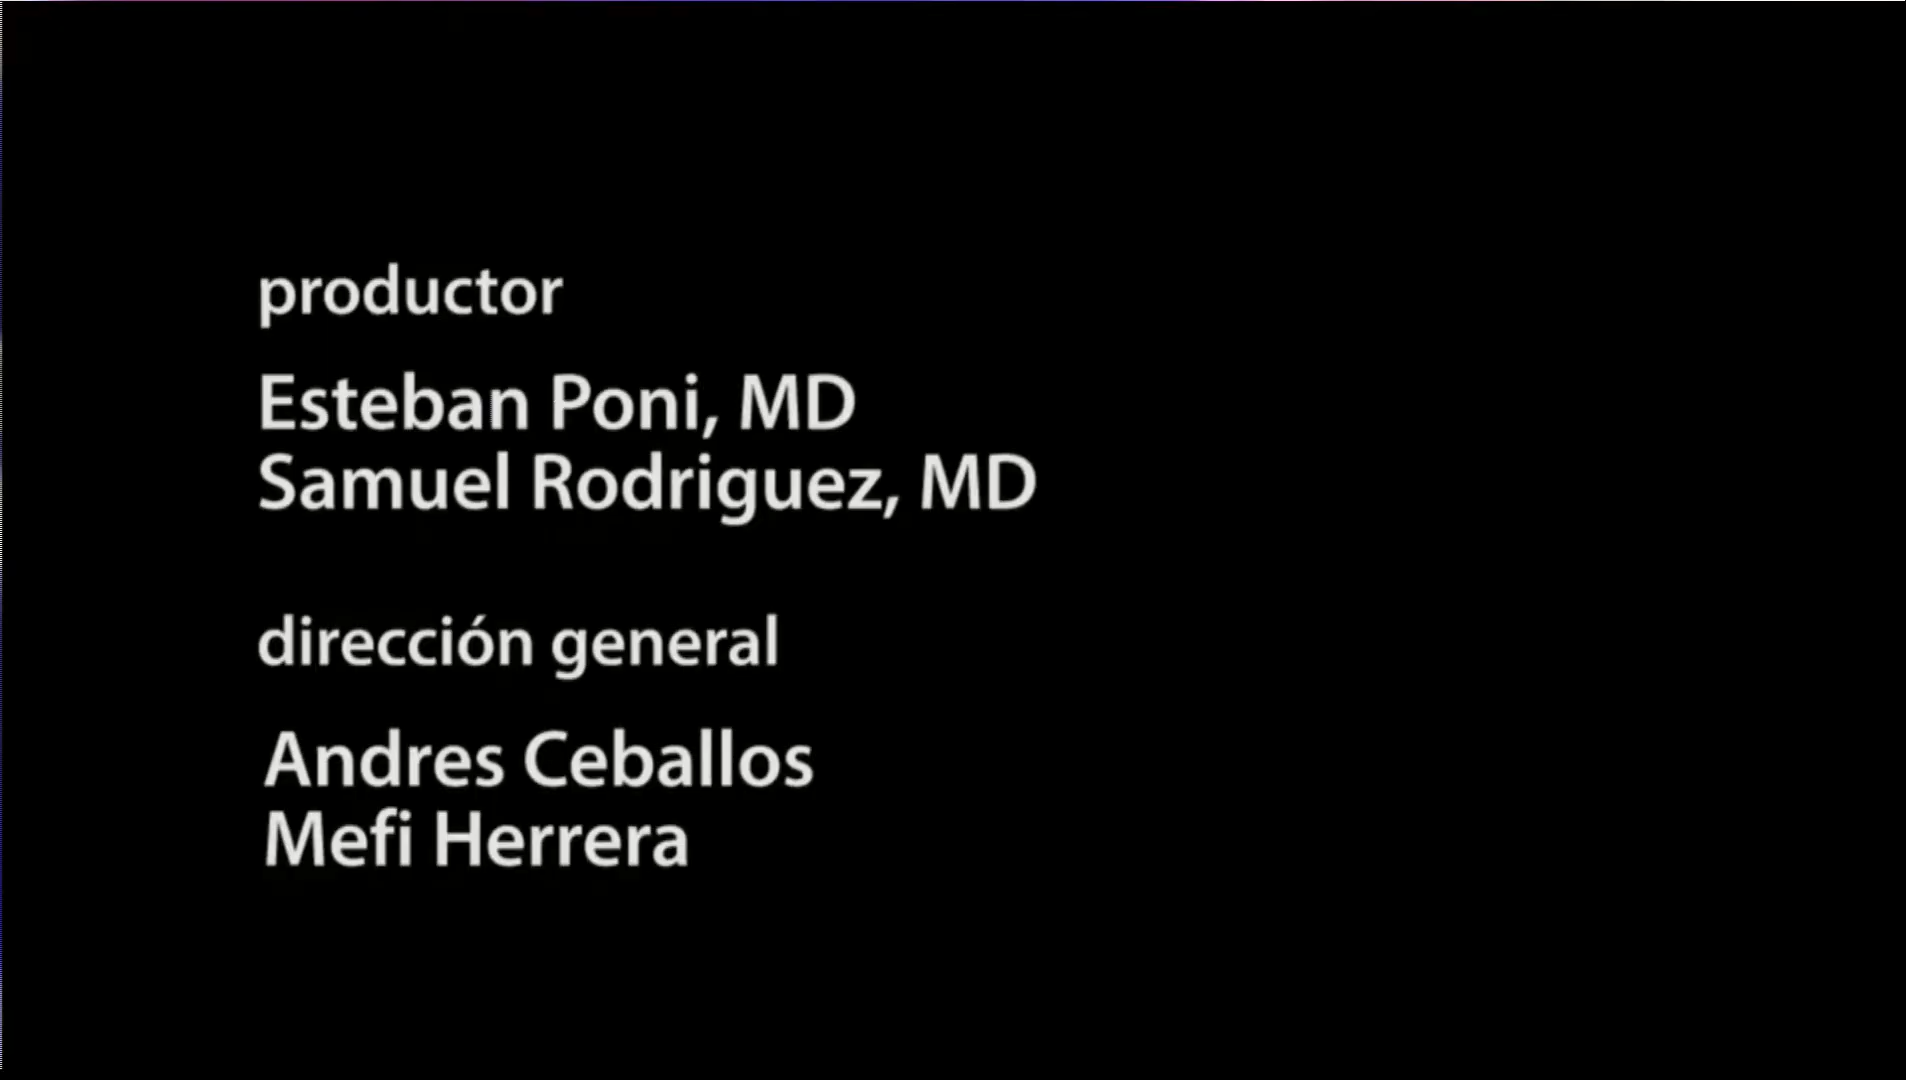 productor
Esteban Poni, MD
Samuel Rodriguez, MD
dirección general
Andres Ceballos
Mefi Herrera